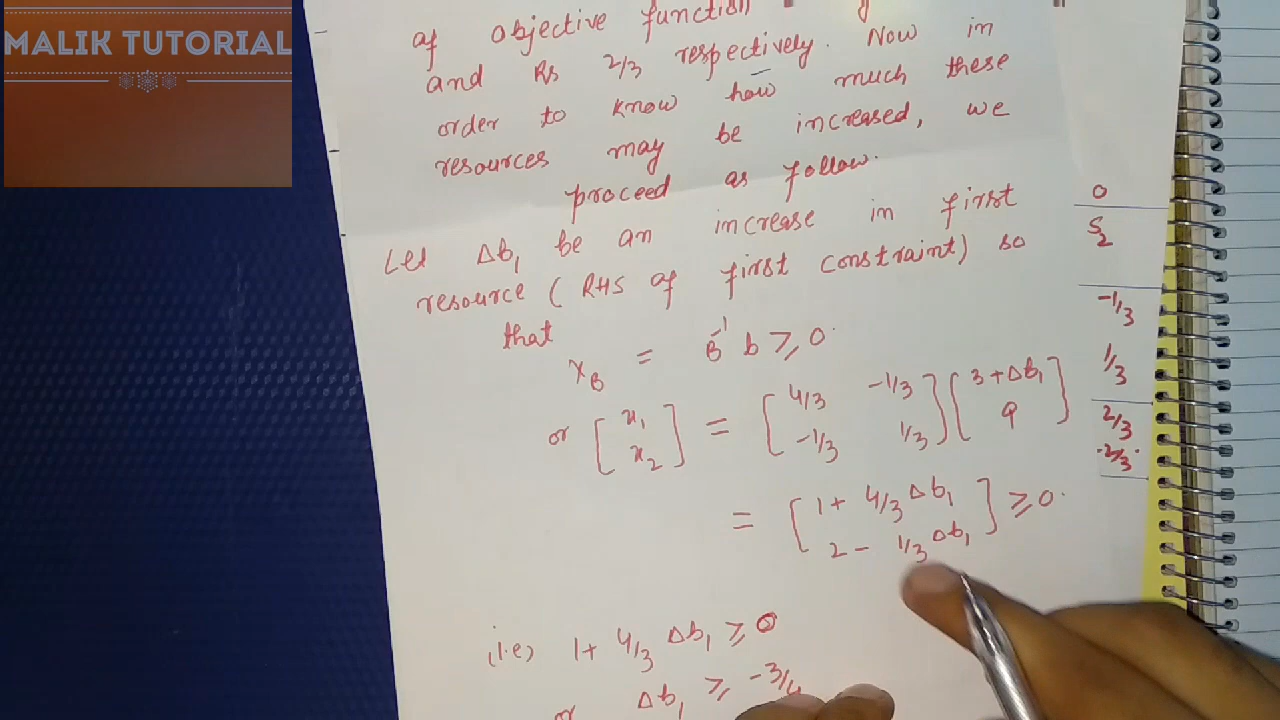 MALIK TUTORIAL
of objective function
and Rs 2/3 respectively. Now in
order to know how much these
resources may be increased, we
proceed as follow.
Let Δb₁ be an increase in first
resource (RHS of first constraint) so
that
x_B = B⁻¹ b ≥ 0.
or [x₁ x₂] = [4/3 -1/3 -1/3 1/3] [3+Δb₁ 9]
= [1 + 4/3 Δb₁ 2 - 1/3 Δb₁] ≥ 0.
(i.e) 1 + 4/3 Δb₁ ≥ 0
or Δb₁ ≥ -3/4
0
S₂
-1/3
1/3
2/3
-2/3